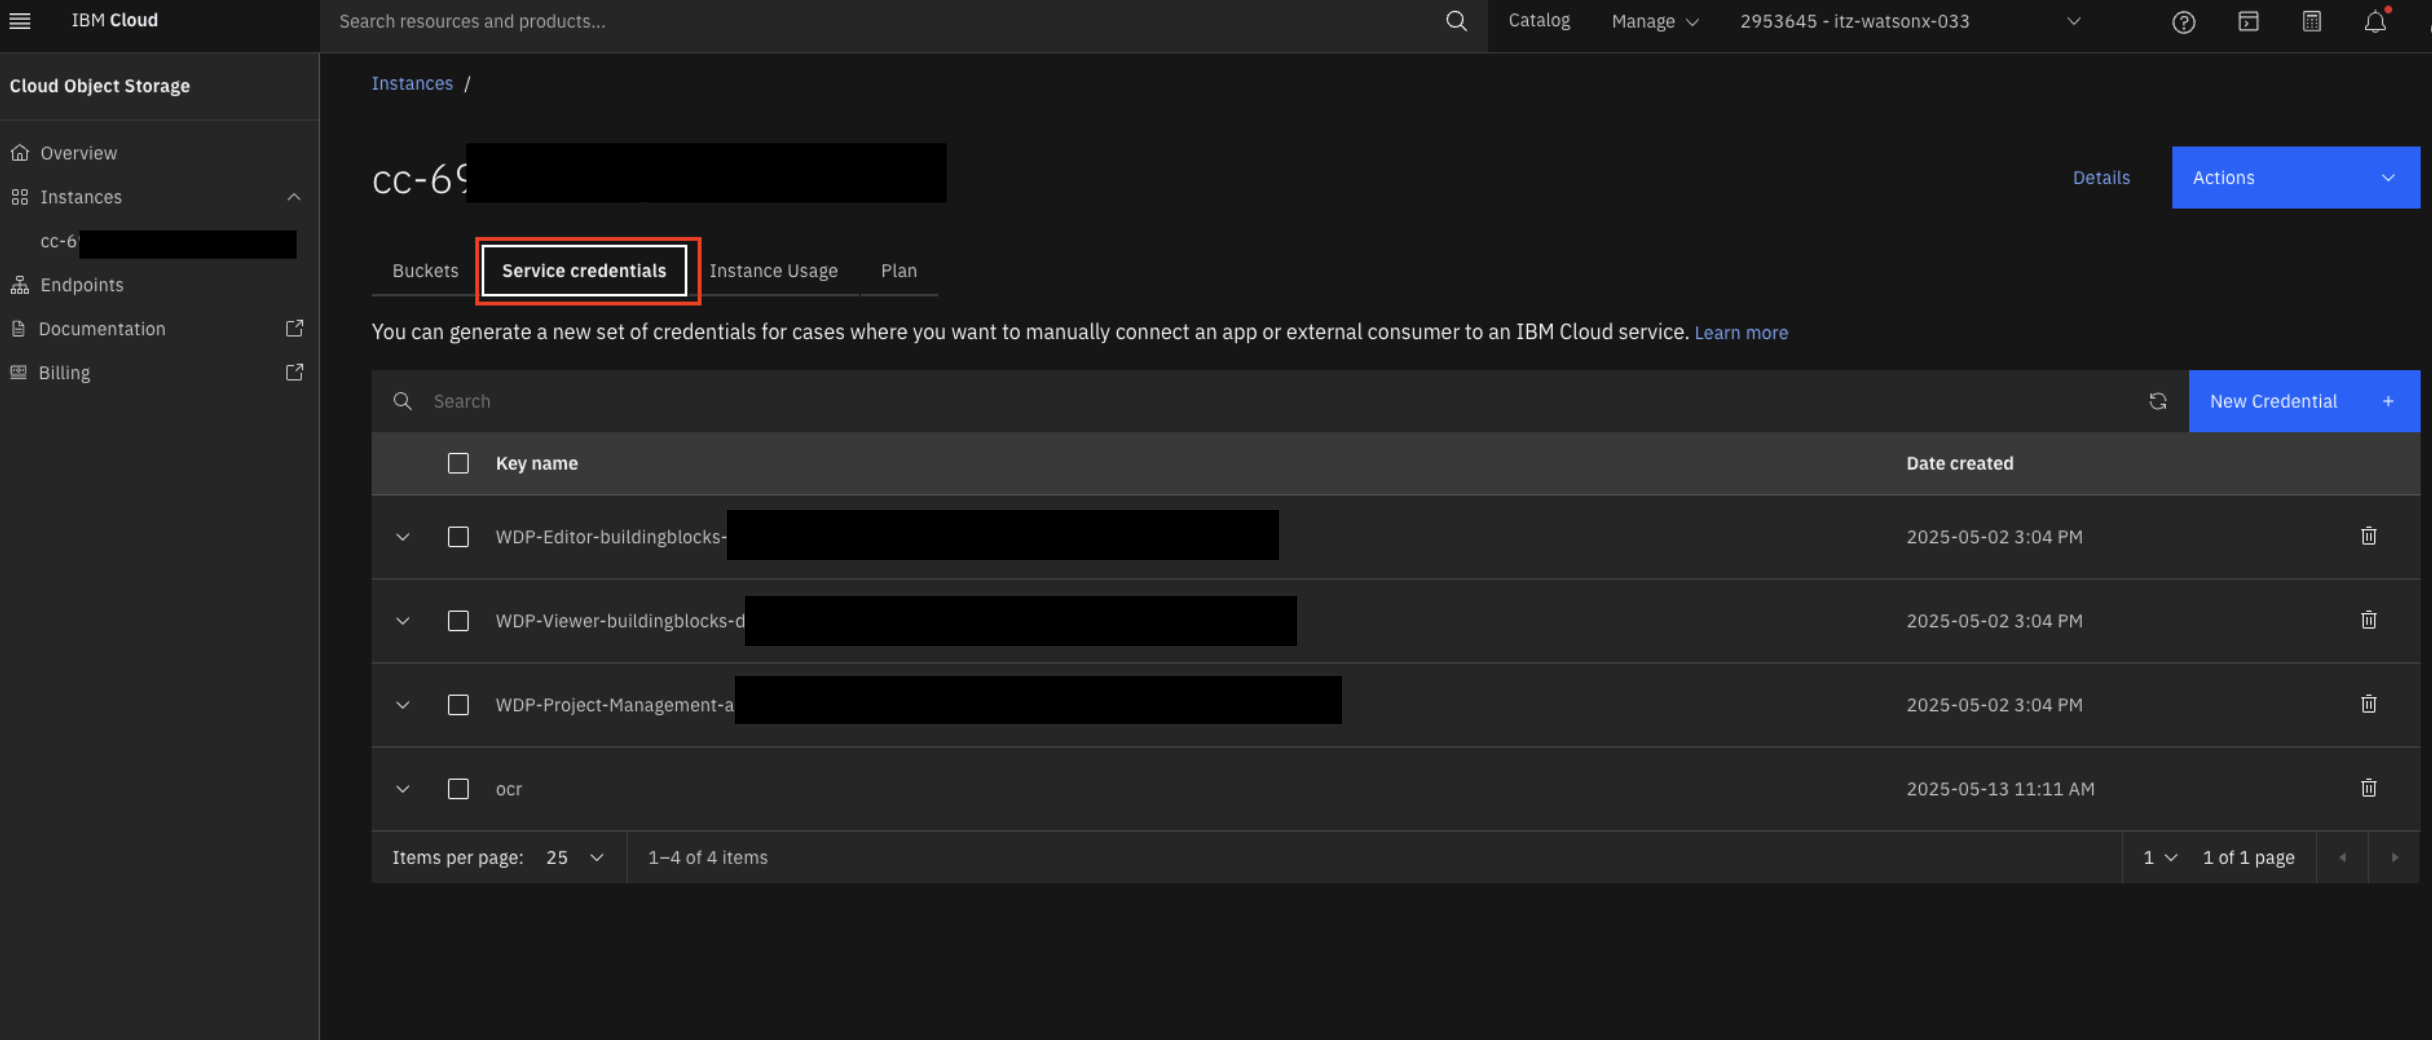 IBM Cloud
Search resources and products...
Catalog
Manage
2953645 - itz-watsonx-033
Cloud Object Storage
Overview
Instances
cc-6
Endpoints
Documentation
Billing
Instances /
cc-69
Details
Actions
Buckets
Service credentials
Instance Usage
Plan
You can generate a new set of credentials for cases where you want to manually connect an app or external consumer to an IBM Cloud service. Learn more
Search
New Credential +
Key name
Date created
WDP-Editor-buildingblocks-
2025-05-02 3:04 PM
WDP-Viewer-buildingblocks-d
2025-05-02 3:04 PM
WDP-Project-Management-a
2025-05-02 3:04 PM
ocr
2025-05-13 11:11 AM
Items per page: 25
1–4 of 4 items
1
1 of 1 page